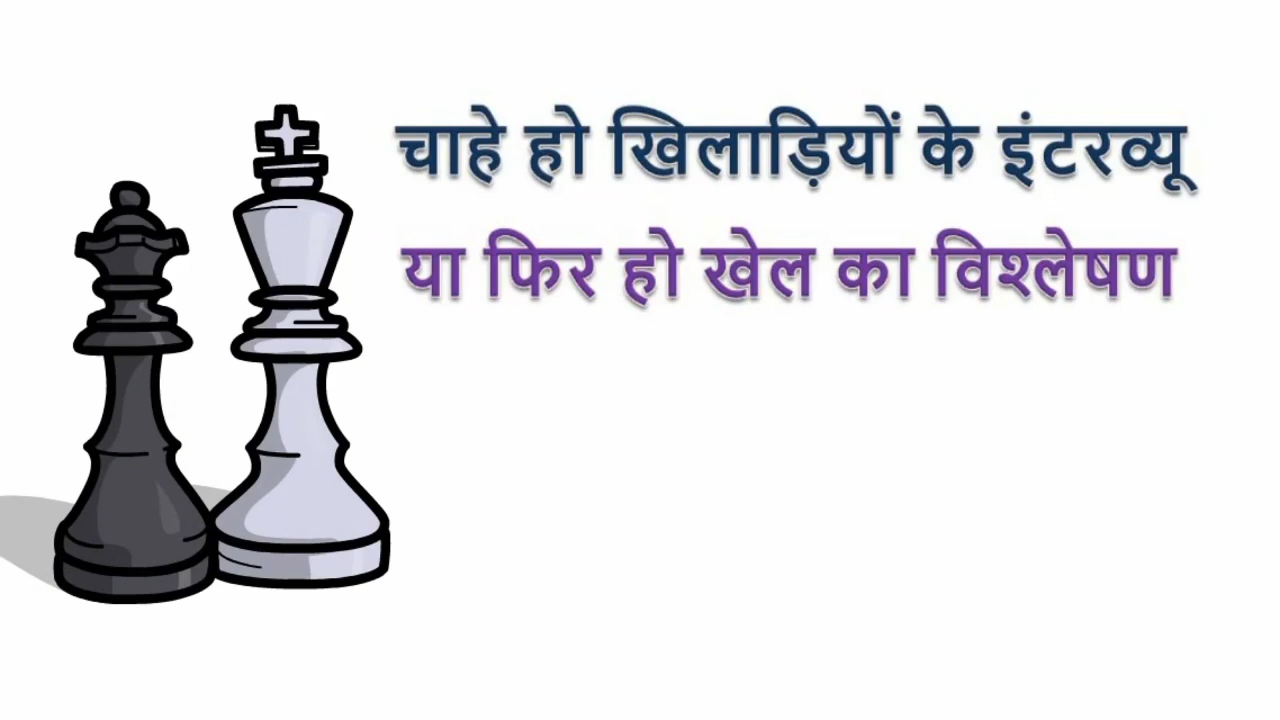 चाहे हो खिलाड़ियों के इंटरव्यू
या फिर हो खेल का विश्लेषण